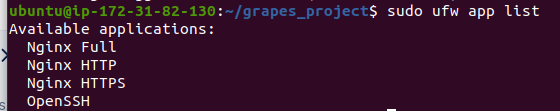 ubuntu@ip-172-31-82-130:~/grapes_project$ sudo ufw app list
Available applications:
  Nginx Full
  Nginx HTTP
  Nginx HTTPS
  OpenSSH